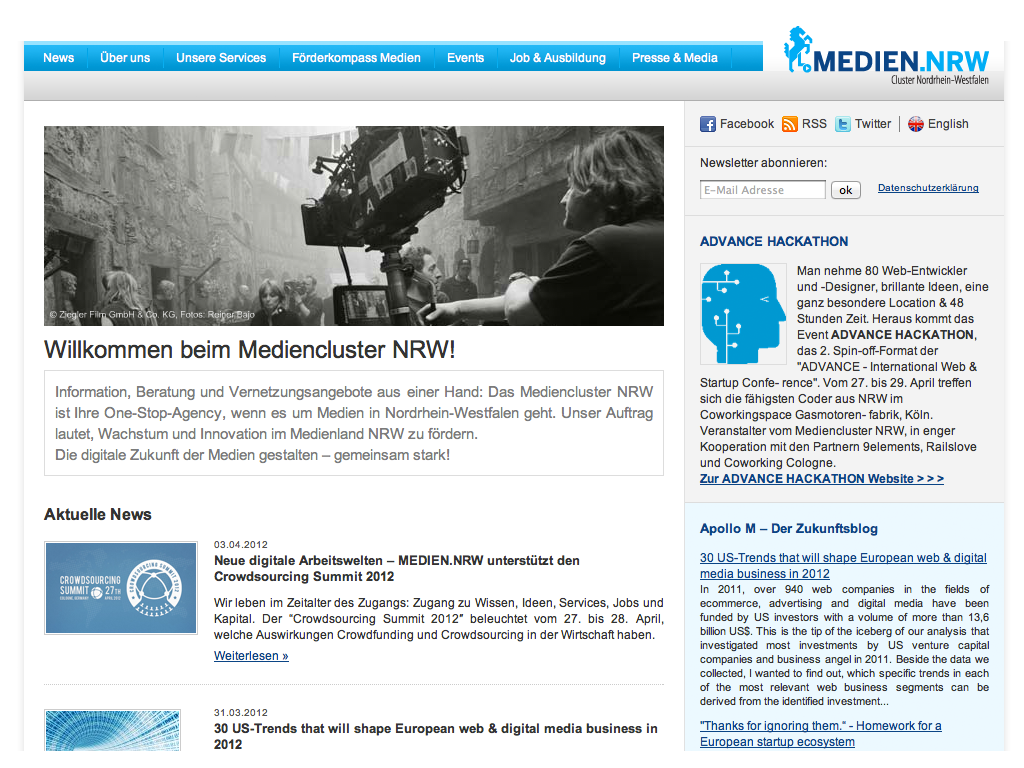 News Über uns Unsere Services Förderkompass Medien Events Job & Ausbildung Presse & Media
MEDIEN.NRW
Cluster Nordrhein-Westfalen
Facebook RSS Twitter English
Newsletter abonnieren:
E-Mail Adresse ok Datenschutzerklärung
A
© Ziegler Film GmbH & Co. KG, Fotos: Reiner Bajo
Willkommen beim Mediencluster NRW!
Information, Beratung und Vernetzungsangebote aus einer Hand: Das Mediencluster NRW
ist Ihre One-Stop-Agency, wenn es um Medien in Nordrhein-Westfalen geht. Unser Auftrag
lautet, Wachstum und Innovation im Medienland NRW zu fördern.
Die digitale Zukunft der Medien gestalten – gemeinsam stark!
Aktuelle News
CROWDSOURCING
SUMMIT 27TH
COLOGNE, GERMANY APRIL 2012
CROWDSOURCING SUMMIT 2012
03.04.2012
Neue digitale Arbeitswelten – MEDIEN.NRW unterstützt den
Crowdsourcing Summit 2012
Wir leben im Zeitalter des Zugangs: Zugang zu Wissen, Ideen, Services, Jobs und
Kapital. Der "Crowdsourcing Summit 2012" beleuchtet vom 27. bis 28. April,
welche Auswirkungen Crowdfunding und Crowdsourcing in der Wirtschaft haben.
Weiterlesen »
31.03.2012
30 US-Trends that will shape European web & digital media business in
2012
ADVANCE HACKATHON
Man nehme 80 Web-Entwickler
und -Designer, brillante Ideen, eine
ganz besondere Location & 48
Stunden Zeit. Heraus kommt das
Event ADVANCE HACKATHON,
das 2. Spin-off-Format der
"ADVANCE - International Web &
Startup Confe- rence". Vom 27. bis 29. April treffen
sich die fähigsten Coder aus NRW im
Coworkingspace Gasmotoren- fabrik, Köln.
Veranstalter vom Mediencluster NRW, in enger
Kooperation mit den Partnern 9elements, Railslove
und Coworking Cologne.
Zur ADVANCE HACKATHON Website > > >
Apollo M – Der Zukunftsblog
30 US-Trends that will shape European web & digital
media business in 2012
In 2011, over 940 web companies in the fields of
ecommerce, advertising and digital media have been
funded by US investors with a volume of more than 13,6
billion US$. This is the tip of the iceberg of our analysis that
investigated most investments by US venture capital
companies and business angel in 2011. Beside the data we
collected, I wanted to find out, which specific trends in each
of the most relevant web business segments can be
derived from the identified investment...
"Thanks for ignoring them." - Homework for a
European startup ecosystem